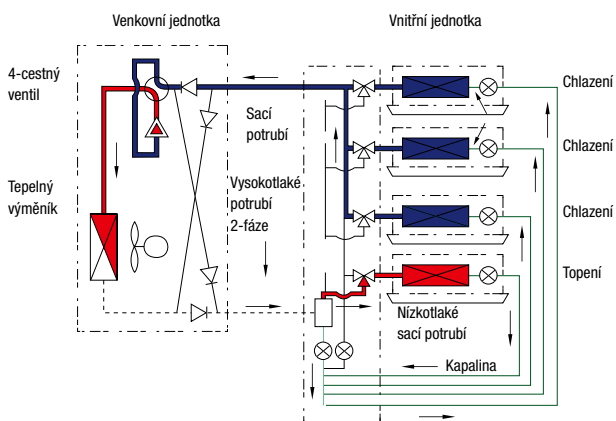 Venkovní jednotka
Vnitřní jednotka
4-cestný
ventil
Sací
potrubí
Tepelný
výměník
Vysokotlaké
potrubí
2-fáze
Chlazení
Chlazení
Chlazení
Topení
Nízkotlaké
sací potrubí
Kapalina